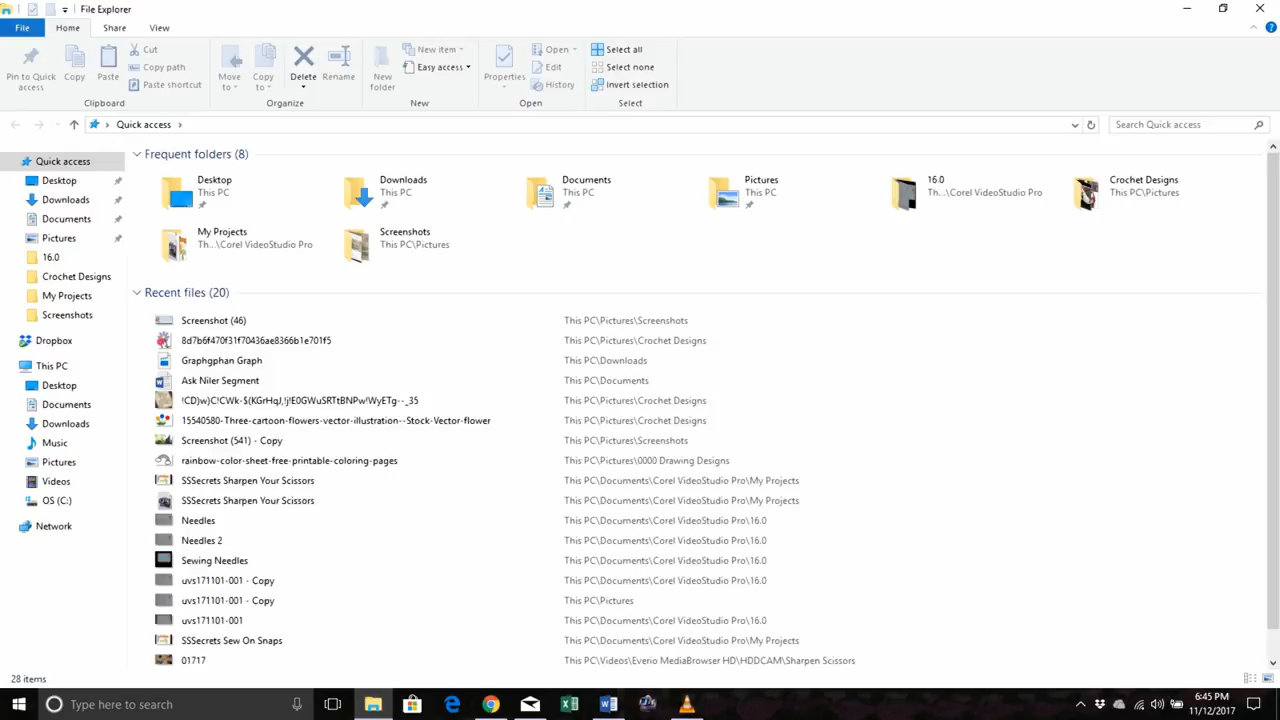 File Explorer
File Home Share View
Pin to Quick access
Copy
Paste
Cut
Copy path
Paste shortcut
Clipboard
Move to
Copy to
Delete
Rename
Organize
New folder
New item
Easy access
New
Properties
Open
Edit
History
Open
Select all
Select none
Invert selection
Select
Quick access
Search Quick access
Quick access
Desktop
Downloads
Documents
Pictures
16.0
Crochet Designs
My Projects
Screenshots
Dropbox
This PC
Desktop
Documents
Downloads
Music
Pictures
Videos
OS (C:)
Network
Frequent folders (8)
Desktop
This PC
Downloads
This PC
Documents
This PC
Pictures
This PC
16.0
Th...\Corel VideoStudio Pro
Crochet Designs
This PC\Pictures
My Projects
Th...\Corel VideoStudio Pro
Screenshots
This PC\Pictures
Recent files (20)
Screenshot (46) This PC\Pictures\Screenshots
8d7b6f470f31f70436ae8366b1e701f5 This PC\Pictures\Crochet Designs
Graphgphan Graph This PC\Downloads
Ask Niler Segment This PC\Documents
!CD)w)C!CWk-$(KGrHqJ,!j!E0GWuSRTtBNPw!WyETg--_35 This PC\Pictures\Crochet Designs
15540580-Three-cartoon-flowers-vector-illustration--Stock-Vector-flower This PC\Pictures\Crochet Designs
Screenshot (541) - Copy This PC\Pictures\Screenshots
rainbow-color-sheet-free-printable-coloring-pages This PC\Pictures\0000 Drawing Designs
SSSecrets Sharpen Your Scissors This PC\Documents\Corel VideoStudio Pro\My Projects
SSSecrets Sharpen Your Scissors This PC\Documents\Corel VideoStudio Pro\My Projects
Needles This PC\Documents\Corel VideoStudio Pro\16.0
Needles 2 This PC\Documents\Corel VideoStudio Pro\16.0
Sewing Needles This PC\Documents\Corel VideoStudio Pro\16.0
uvs171101-001 - Copy This PC\Documents\Corel VideoStudio Pro\16.0
uvs171101-001 - Copy This PC\Pictures
uvs171101-001 This PC\Documents\Corel VideoStudio Pro\16.0
SSSecrets Sew On Snaps This PC\Documents\Corel VideoStudio Pro\My Projects
01717 This PC\Videos\Everio MediaBrowser HD\HDDCAM\Sharpen Scissors
28 items
Type here to search
6:45 PM
11/12/2017